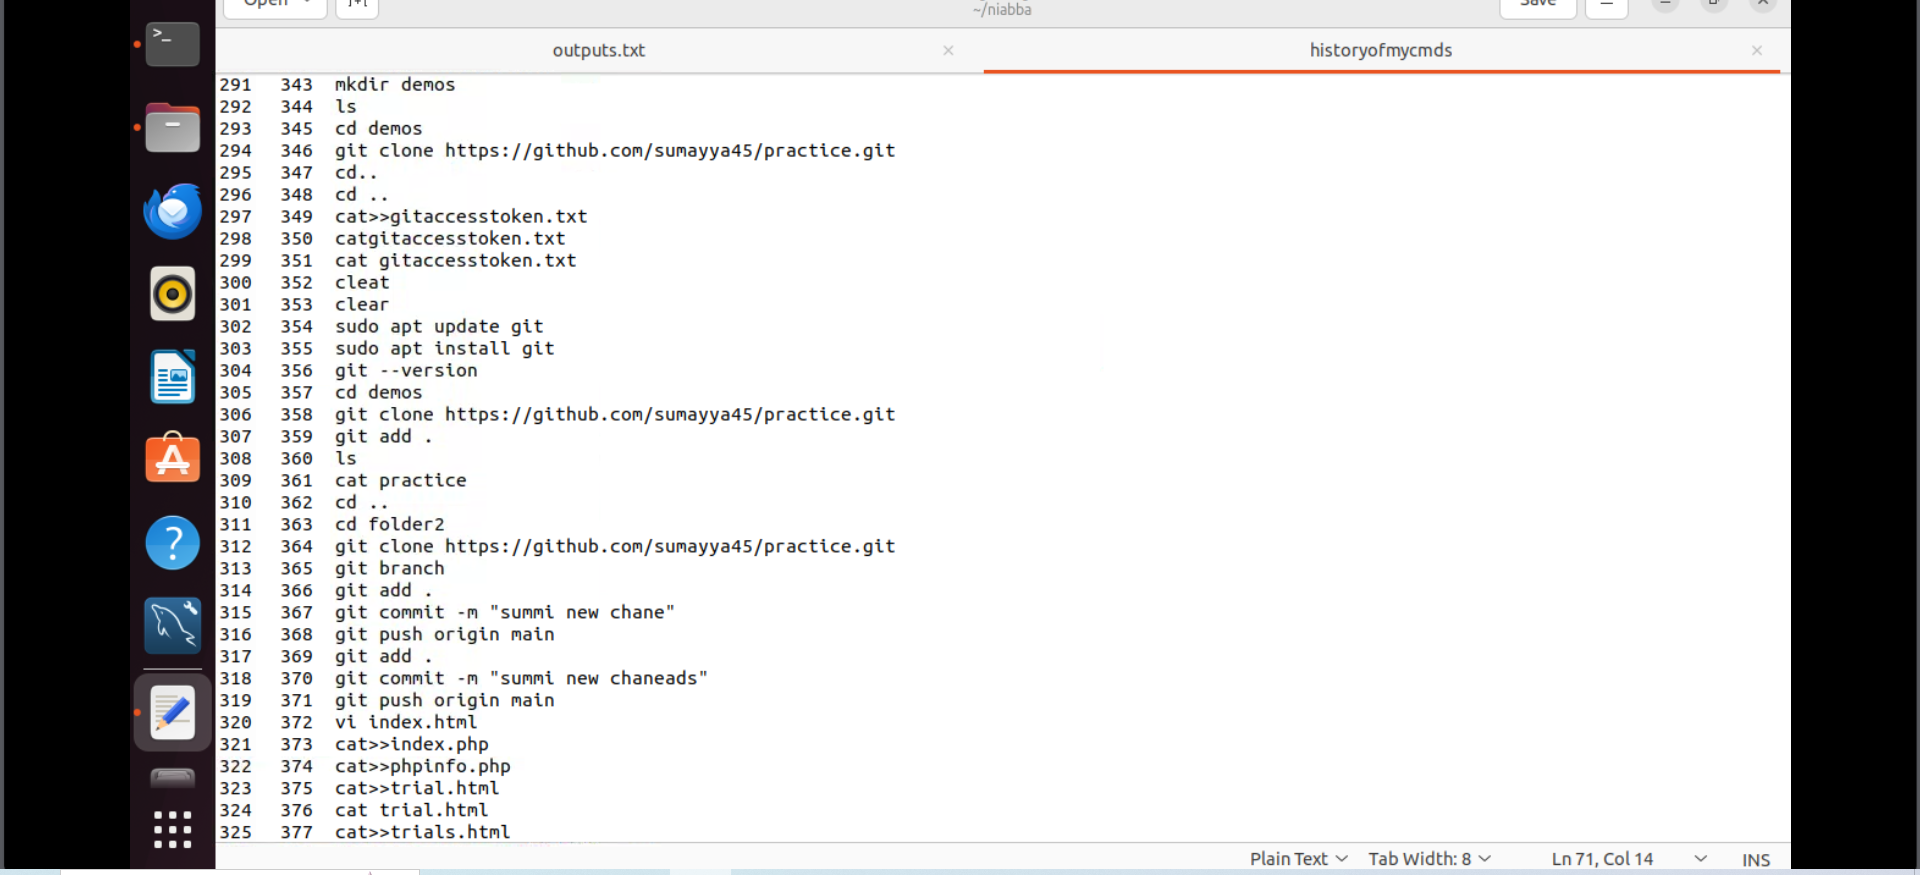 Open
Save
~/niabba
outputs.txt
historyofmycmds
291 343 mkdir demos
292 344 ls
293 345 cd demos
294 346 git clone https://github.com/sumayya45/practice.git
295 347 cd..
296 348 cd ..
297 349 cat>>gitaccesstoken.txt
298 350 catgitaccesstoken.txt
299 351 cat gitaccesstoken.txt
300 352 cleat
301 353 clear
302 354 sudo apt update git
303 355 sudo apt install git
304 356 git --version
305 357 cd demos
306 358 git clone https://github.com/sumayya45/practice.git
307 359 git add .
308 360 ls
309 361 cat practice
310 362 cd ..
311 363 cd folder2
312 364 git clone https://github.com/sumayya45/practice.git
313 365 git branch
314 366 git add .
315 367 git commit -m "summi new chane"
316 368 git push origin main
317 369 git add .
318 370 git commit -m "summi new chaneads"
319 371 git push origin main
320 372 vi index.html
321 373 cat>>index.php
322 374 cat>>phpinfo.php
323 375 cat>>trial.html
324 376 cat trial.html
325 377 cat>>trials.html
Plain Text Tab Width: 8 Ln 71, Col 14 INS